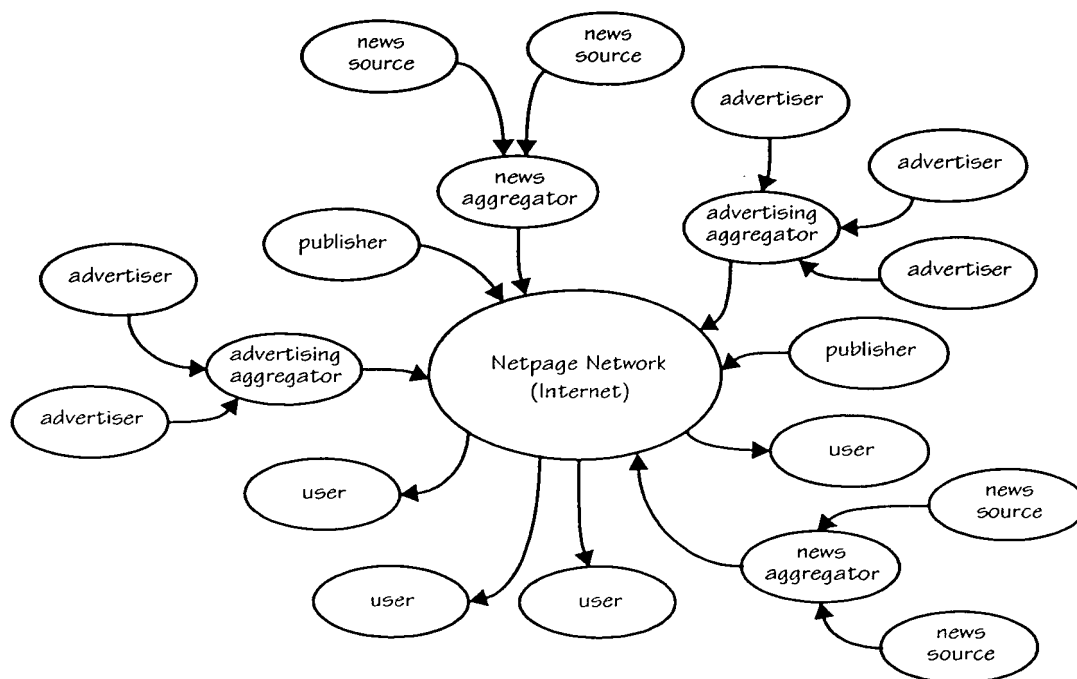 news
source
news
source
advertiser
advertiser
news
aggregator
advertising
aggregator
publisher
advertiser
advertiser
advertising
aggregator
Netpage Network
(Internet)
publisher
advertiser
user
user
news
source
news
aggregator
user
user
news
source